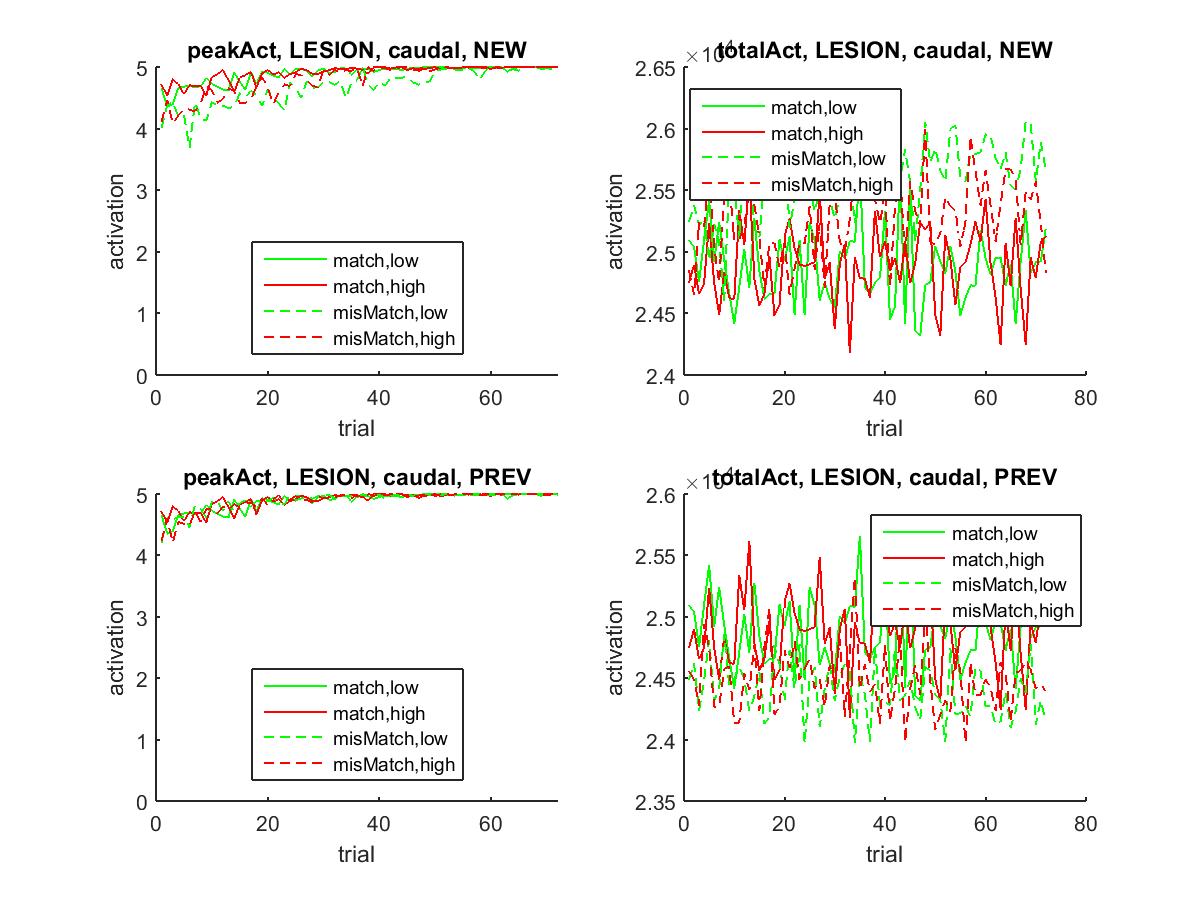 peakAct, LESION, caudal, NEW
5
4
3
2
1
0
activation
match,low
match,high
misMatch,low
misMatch,high
0 20 40 60
trial
totalAct, LESION, caudal, NEW
×10^4
2.65
2.6
2.55
2.5
2.45
2.4
activation
match,low
match,high
misMatch,low
misMatch,high
0 20 40 60 80
trial
peakAct, LESION, caudal, PREV
5
4
3
2
1
0
activation
match,low
match,high
misMatch,low
misMatch,high
0 20 40 60
trial
totalAct, LESION, caudal, PREV
×10^4
2.6
2.55
2.5
2.45
2.4
2.35
activation
match,low
match,high
misMatch,low
misMatch,high
0 20 40 60 80
trial